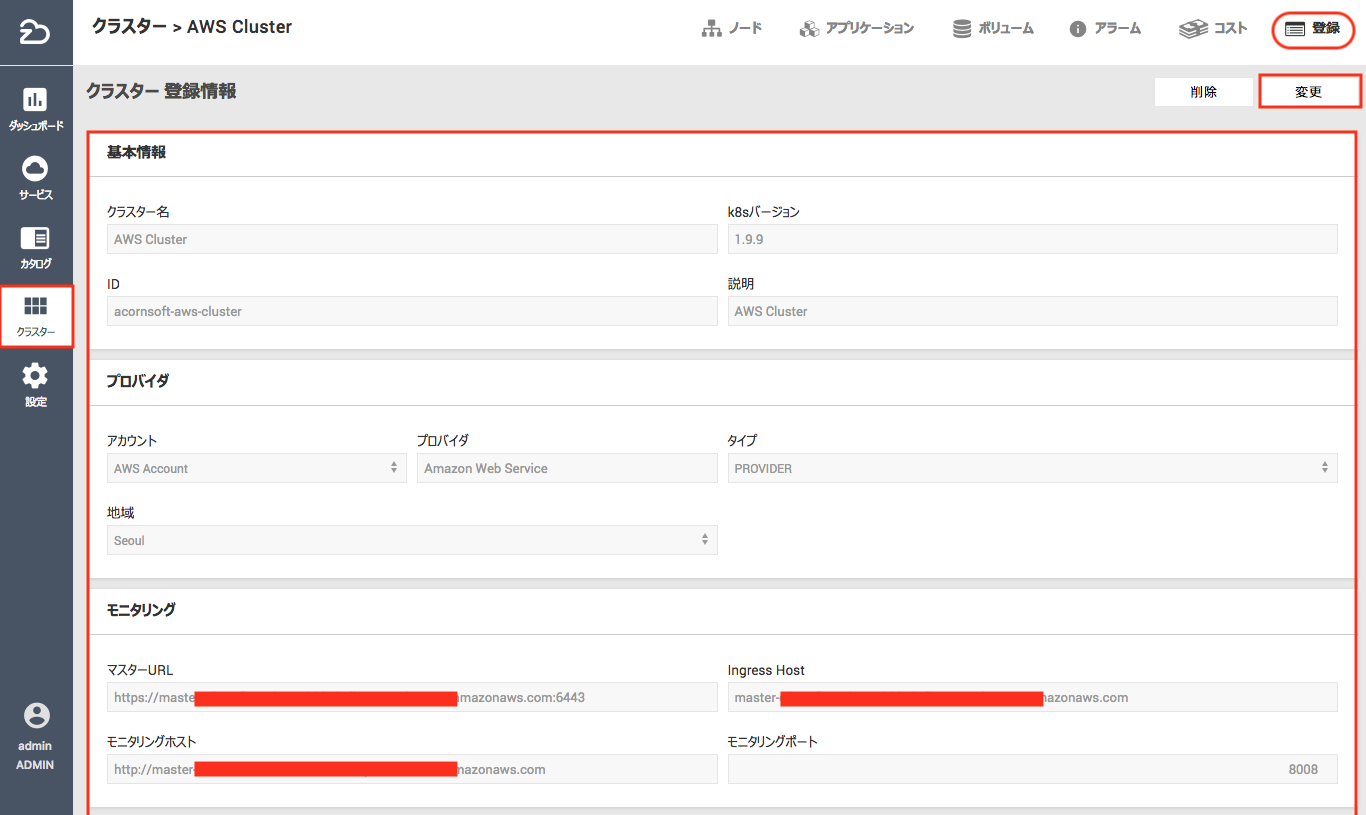 クラスター > AWS Cluster
ノード
アプリケーション
ボリューム
アラーム
コスト
登録
ダッシュボード
サービス
カタログ
クラスター
設定
admin
ADMIN
クラスター 登録情報
削除
変更
基本情報
クラスター名
k8sバージョン
AWS Cluster
1.9.9
ID
説明
acornsoft-aws-cluster
AWS Cluster
プロバイダ
アカウント
プロバイダ
タイプ
AWS Account
Amazon Web Service
PROVIDER
地域
Seoul
モニタリング
マスターURL
Ingress Host
https://maste
mazonaws.com:6443
master-
azonaws.com
モニタリングホスト
モニタリングポート
http://master-
nazonaws.com
8008